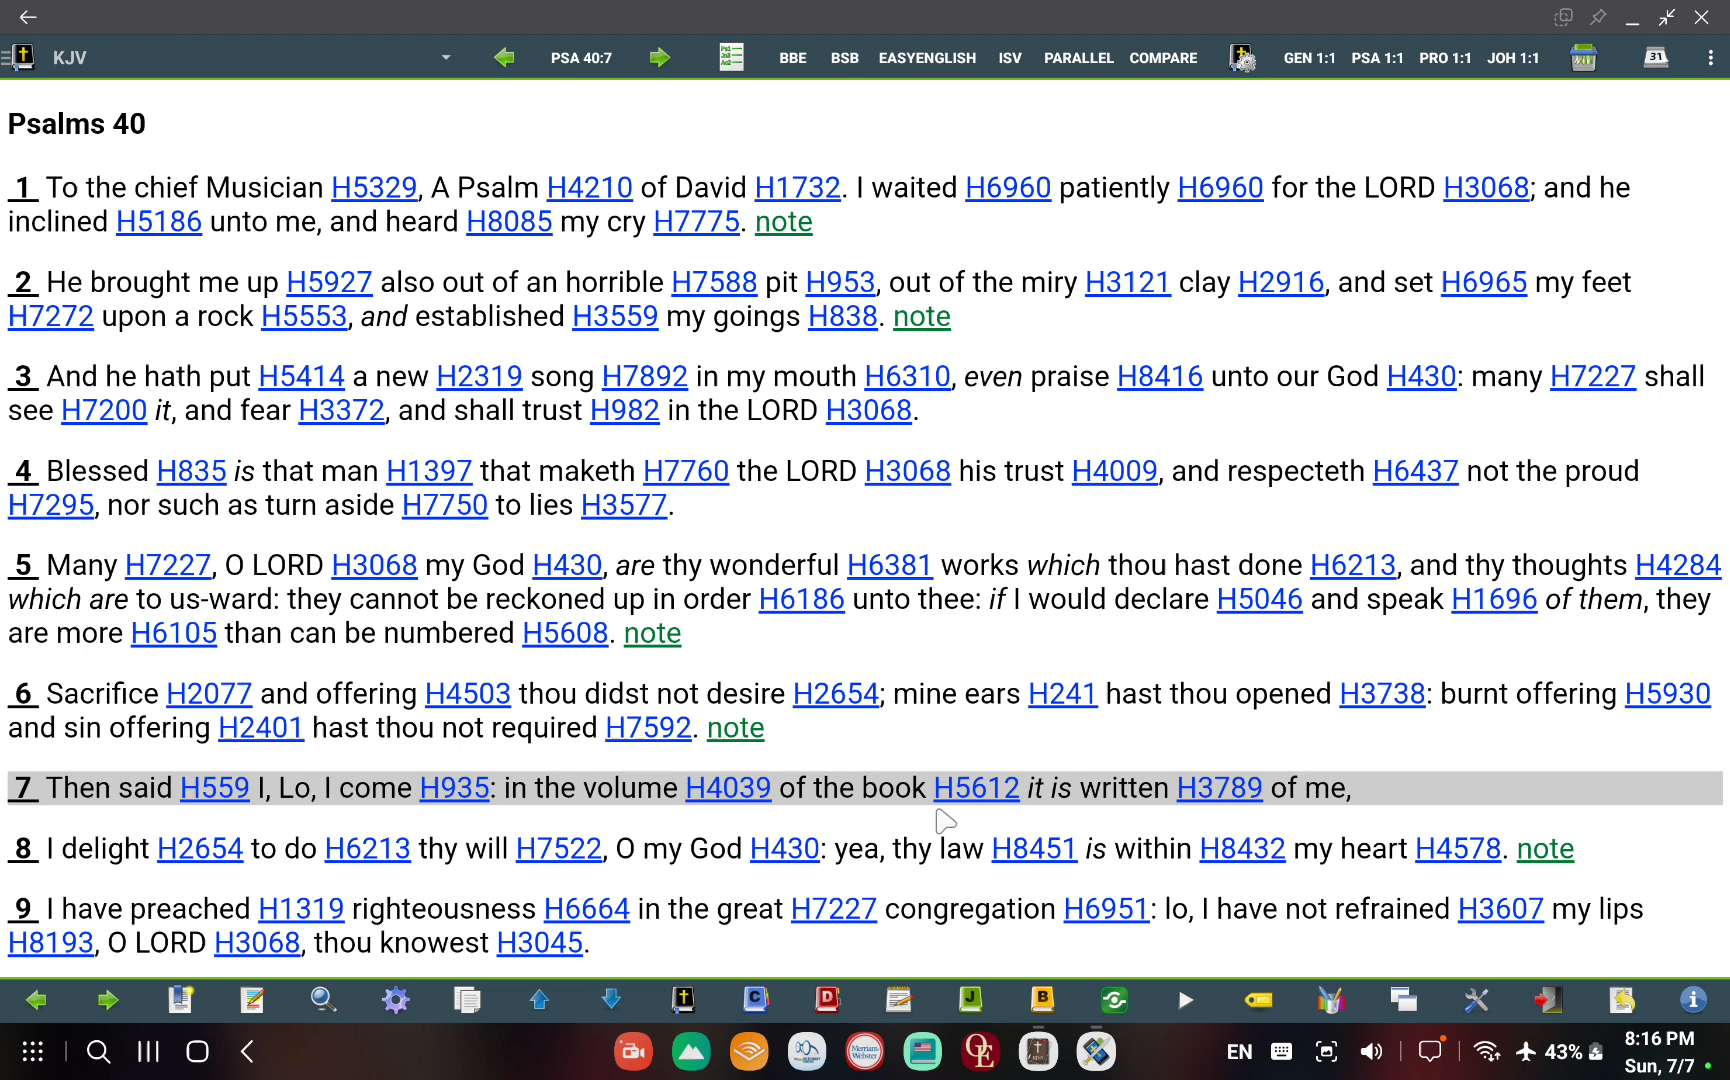 KJV PSA 40:7 BBE BSB EASYENGLISH ISV PARALLEL COMPARE GEN 1:1 PSA 1:1 PRO 1:1 JOH 1:1 31
Psalms 40
1 To the chief Musician H5329, A Psalm H4210 of David H1732. I waited H6960 patiently H6960 for the LORD H3068; and he
inclined H5186 unto me, and heard H8085 my cry H7775. note
2 He brought me up H5927 also out of an horrible H7588 pit H953, out of the miry H3121 clay H2916, and set H6965 my feet
H7272 upon a rock H5553, and established H3559 my goings H838. note
3 And he hath put H5414 a new H2319 song H7892 in my mouth H6310, even praise H8416 unto our God H430: many H7227 shall
see H7200 it, and fear H3372, and shall trust H982 in the LORD H3068.
4 Blessed H835 is that man H1397 that maketh H7760 the LORD H3068 his trust H4009, and respecteth H6437 not the proud
H7295, nor such as turn aside H7750 to lies H3577.
5 Many H7227, O LORD H3068 my God H430, are thy wonderful H6381 works which thou hast done H6213, and thy thoughts H4284
which are to us-ward: they cannot be reckoned up in order H6186 unto thee: if I would declare H5046 and speak H1696 of them, they
are more H6105 than can be numbered H5608. note
6 Sacrifice H2077 and offering H4503 thou didst not desire H2654; mine ears H241 hast thou opened H3738: burnt offering H5930
and sin offering H2401 hast thou not required H7592. note
7 Then said H559 I, Lo, I come H935: in the volume H4039 of the book H5612 it is written H3789 of me,
8 I delight H2654 to do H6213 thy will H7522, O my God H430: yea, thy law H8451 is within H8432 my heart H4578. note
9 I have preached H1319 righteousness H6664 in the great H7227 congregation H6951: lo, I have not refrained H3607 my lips
H8193, O LORD H3068, thou knowest H3045.
C D J B
Merriam-Webster OE EN 43% 8:16 PM
Sun, 7/7